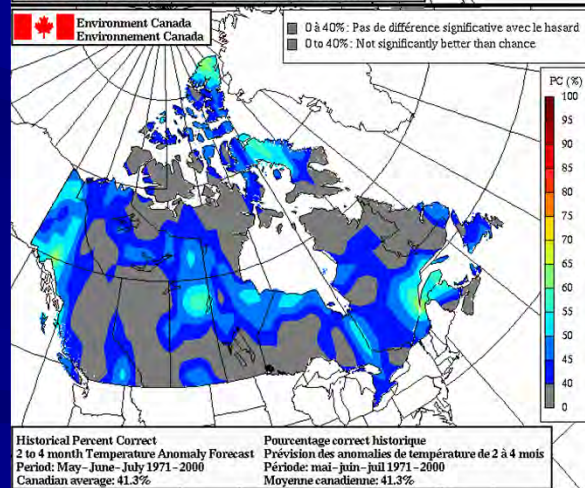 Environment Canada
Environnement Canada
0 à 40% : Pas de différence significative avec le hasard
0 to 40% : Not significantly better than chance
PC (%)
100
95
90
85
80
75
70
65
60
55
50
45
40
0
Historical Percent Correct
2 to 4 month Temperature Anomaly Forecast
Period: May-June-July 1971-2000
Canadian average: 41.3%
Pourcentage correct historique
Prévision des anomalies de température de 2 à 4 mois
Période: mai-juin-juil 1971-2000
Moyenne canadienne: 41.3%